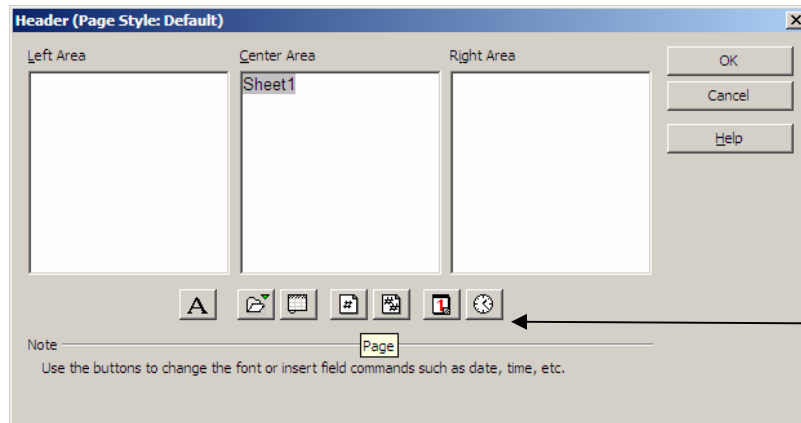 Header (Page Style: Default)
Left Area
Center Area
Right Area
OK
Sheet1
Cancel
Help
A
# ## 1
Page
Note
Use the buttons to change the font or insert field commands such as date, time, etc.